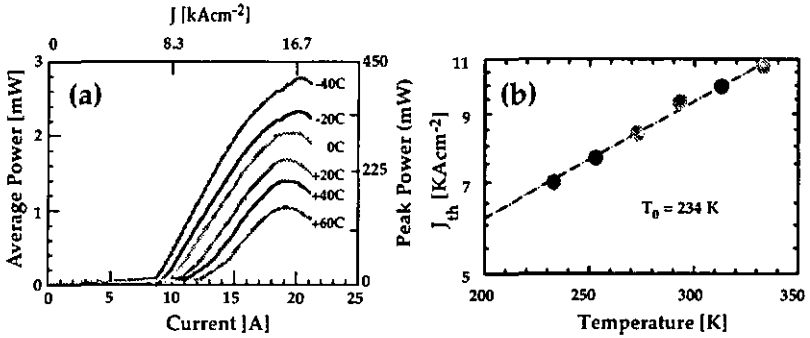 J [kAcm-2]
0 8.3 16.7
3 450
(a)
-40C
-20C
2
0C
225
+20C
1
+40C
+60C
0 0
0 5 10 15 20 25
Average Power [mW]
Peak Power (mW)
Current [A]
11
(b)
9
7
T0 = 234 K
5
200 250 300 350
Jth [KAcm-2]
Temperature [K]